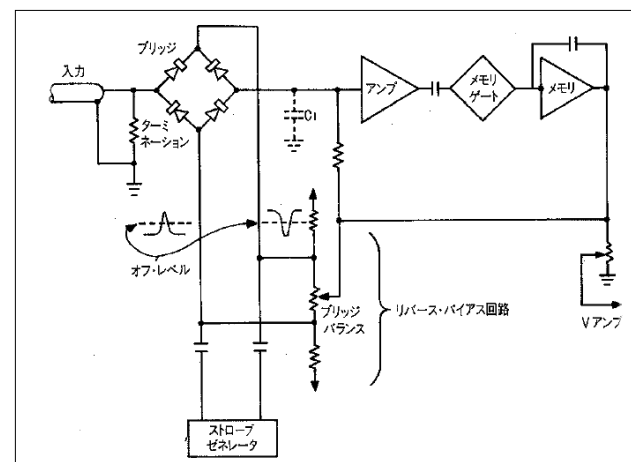 ブリッジ
入力
ターミ
ネーション
C1
アンプ
メモリ
ゲート
メモリ
オフ・レベル
ブリッジ
バランス
リバース・バイアス回路
Vアンプ
ストローブ
ゼネレータ